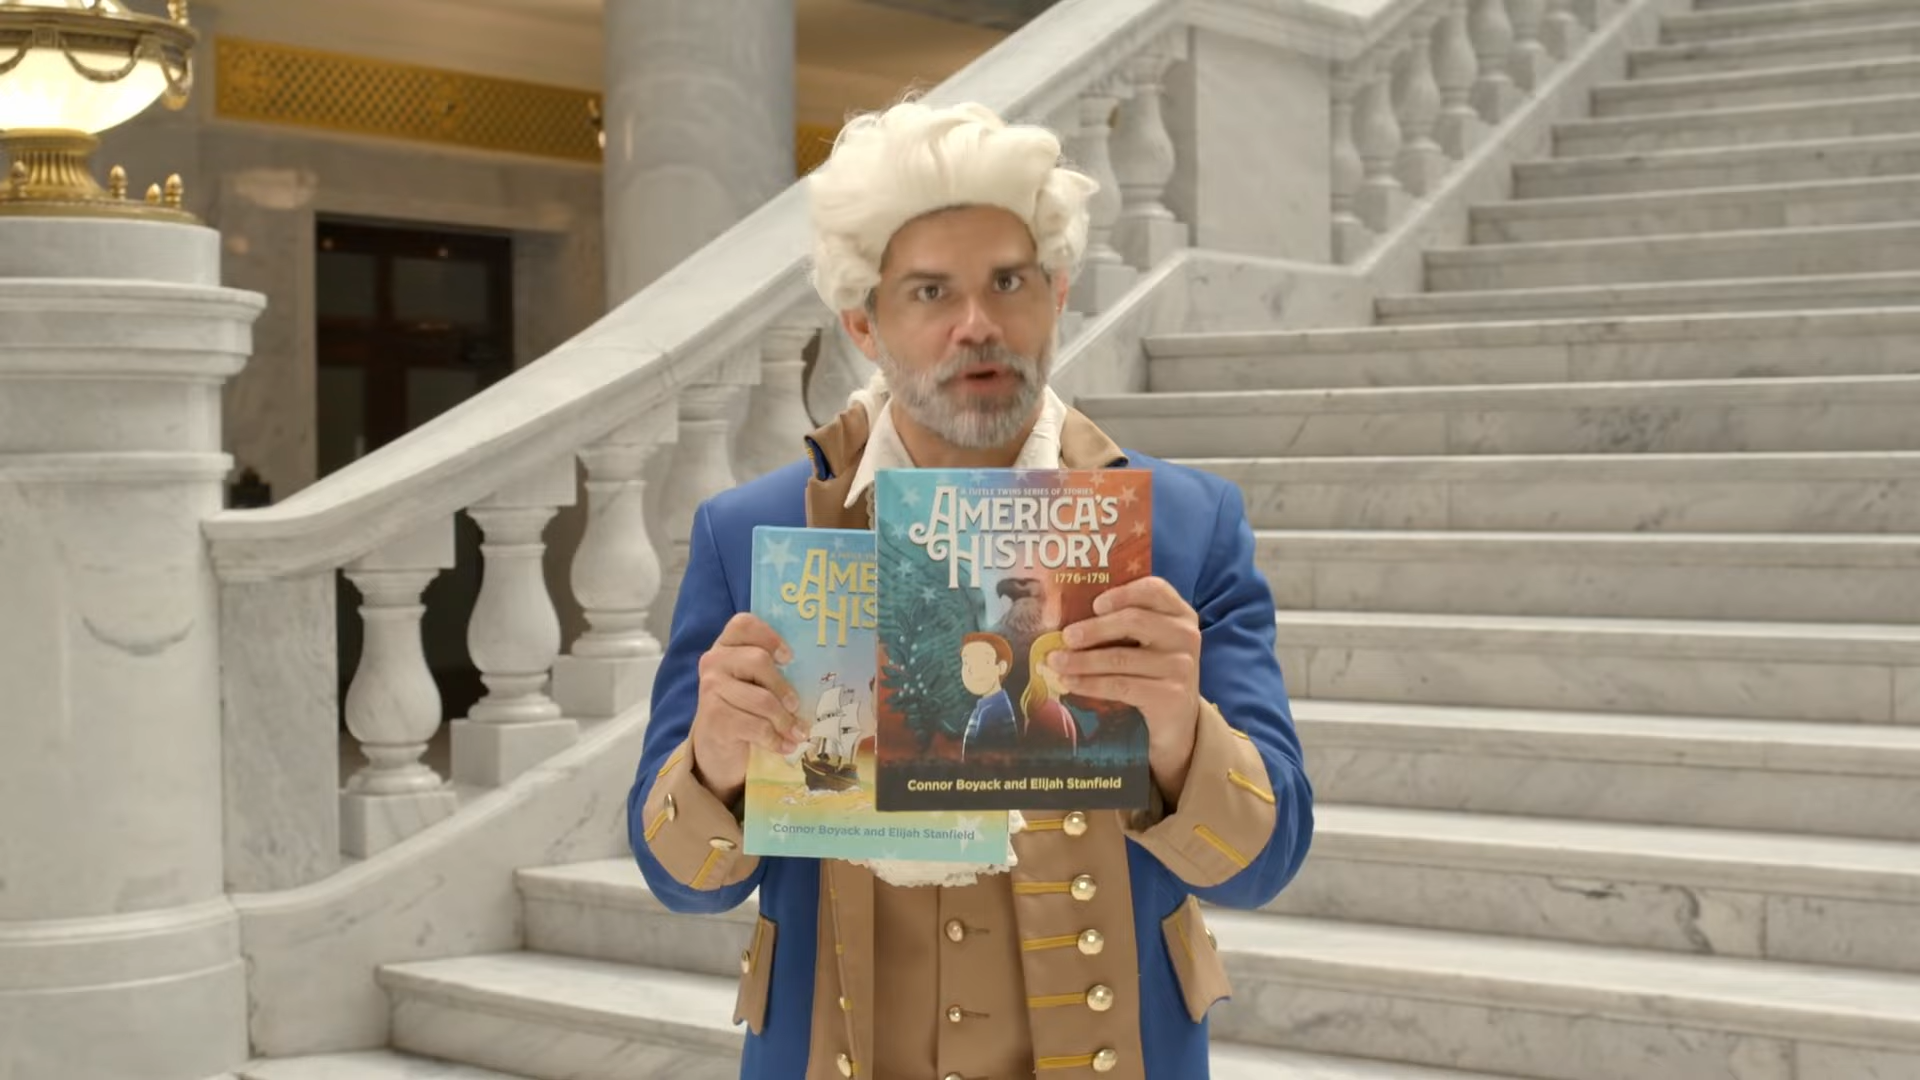 A TUTTLE TWINS SERIES OF STORIES
AMERICA'S
HISTORY
1776-1791
Connor Boyack and Elijah Stanfield
AME
HIS
Connor Boyack and Elijah Stanfield